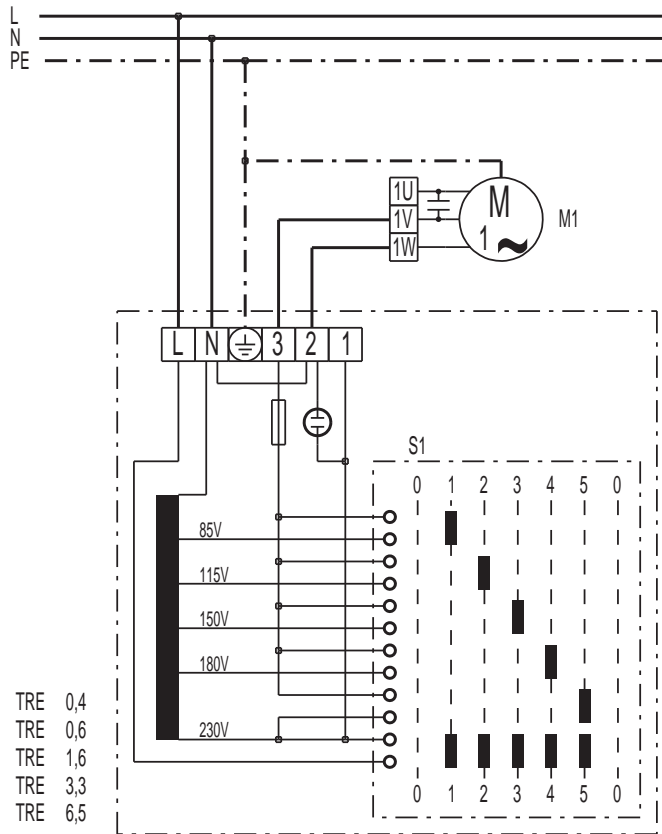 L
N
PE
1U
1V
1W
M
1
M1
L N 3 2 1
S1
0 1 2 3 4 5 0
85V
115V
150V
180V
230V
0 1 2 3 4 5 0
TRE 0,4
TRE 0,6
TRE 1,6
TRE 3,3
TRE 6,5